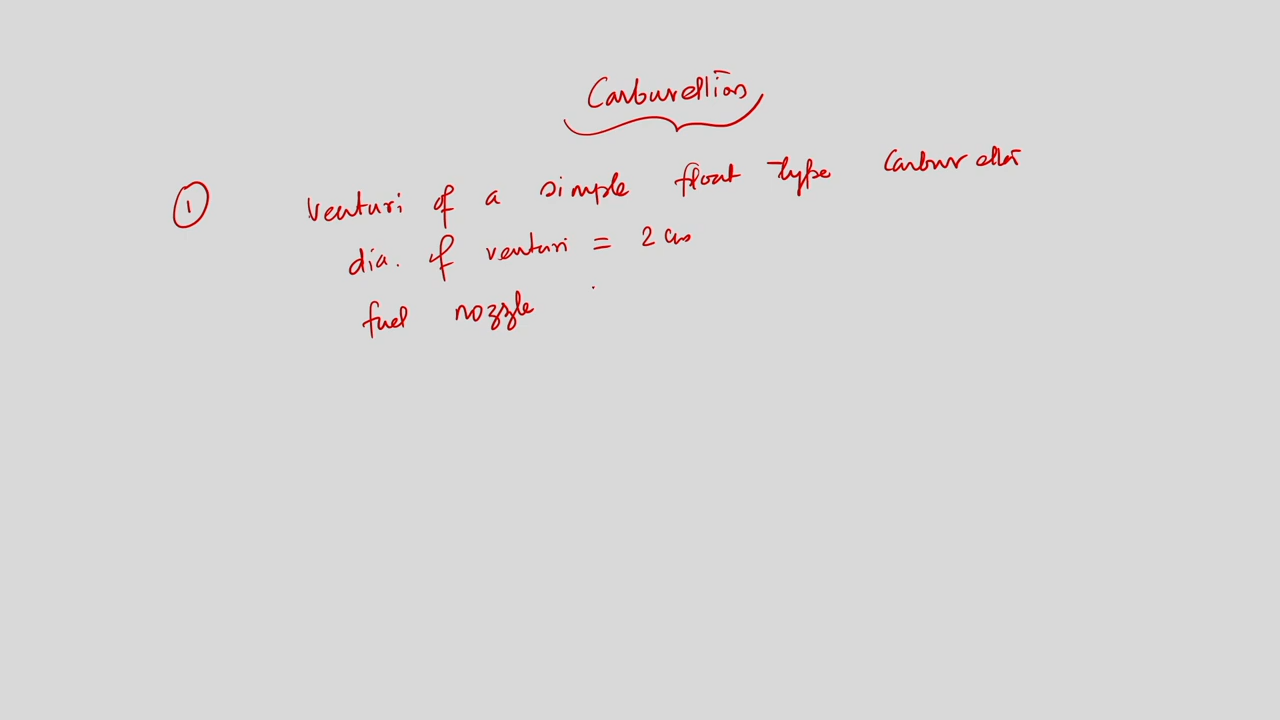 Carburettion
① Venturi of a simple float type Carburettor
dia. of venturi = 2 cm
fuel nozzle